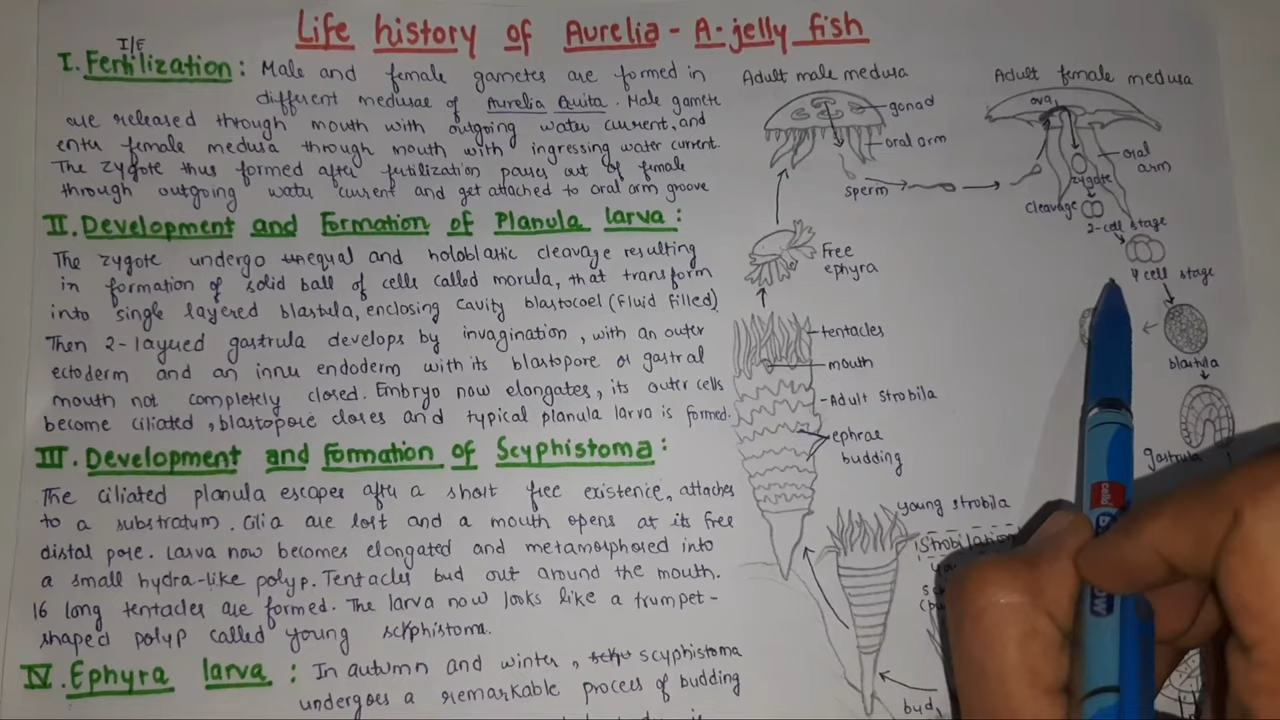 Life history of Aurelia - A-jelly fish
I/E
I. Fertilization: Male and female gametes are formed in
different medusae of Aurelia Auita. Male gamete
are released through mouth with outgoing water current, and
enter female medusa through mouth with ingressing water current.
The zygote thus formed after fertilization passes out of female
through outgoing water current and get attached to oral arm groove
II. Development and Formation of Planula larva:
The zygote undergo unequal and holoblastic cleavage resulting
in formation of solid ball of cells called morula, that transform
into single layered blastula, enclosing cavity blastocoel (fluid filled)
Then 2-layered gastrula develops by invagination, with an outer
ectoderm and an inner endoderm with its blastopore or gastral
mouth not completely closed. Embryo now elongates, its outer cells
become ciliated, blastopore closes and typical planula larva is formed.
III. Development and Formation of Scyphistoma:
The ciliated planula escapes after a short free existence, attaches
to a substratum. Cilia are lost and a mouth opens at its free
distal pole. Larva now becomes elongated and metamorphosed into
a small hydra-like polyp. Tentacles bud out around the mouth.
16 long tentacles are formed. The larva now looks like a trumpet-
shaped polyp called young scyphistoma.
IV. Ephyra larva: In autumn and winter, scyphistoma
undergoes a remarkable process of budding
Adult male medusa
gonad
oral arm
sperm
Adult female medusa
ova
oral
arm
zygote
cleavage
2-cell stage
4 cell stage
blastula
gastrula
Free
ephyra
tentacles
mouth
Adult strobila
ephrae
budding
young strobila
Strobilation
bud
cello